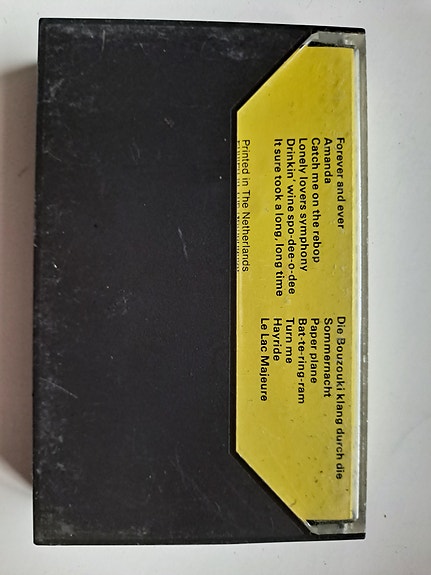 Forever and ever
Amanda
Catch me on the rebop
Lonely lovers symphony
Drinkin' wine spo-dee-o-dee
It sure took a long, long time
Die Bouzouki klang durch die
Sommernacht
Paper plane
Bat-te-ring-ram
Turn me
Hayride
Le Lac Majeure
Printed in The Netherlands